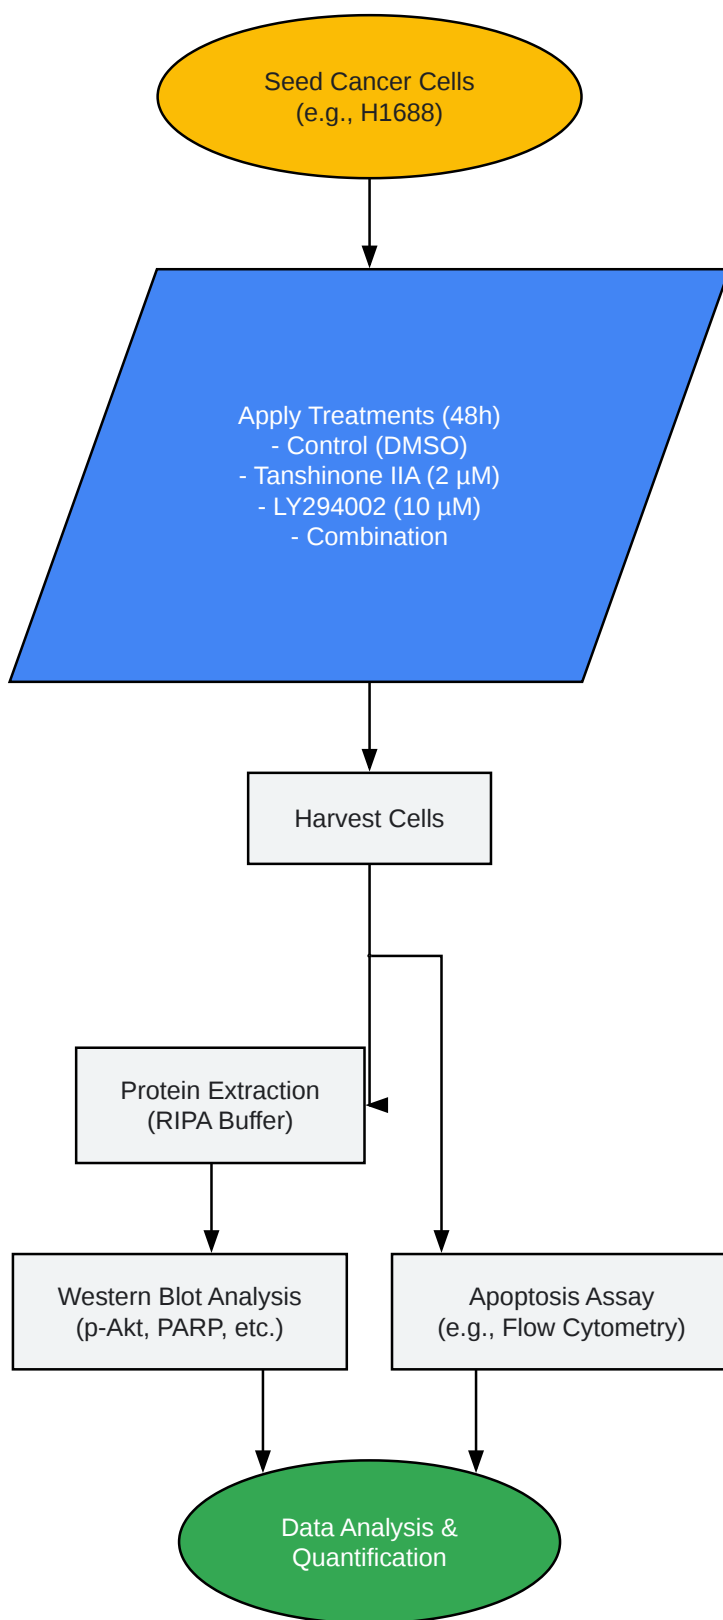 Seed Cancer Cells
(e.g., H1688)
Apply Treatments (48h)
- Control (DMSO)
- Tanshinone IIA (2 µM)
- LY294002 (10 µM)
- Combination
Harvest Cells
Protein Extraction
(RIPA Buffer)
Western Blot Analysis
(p-Akt, PARP, etc.)
Apoptosis Assay
(e.g., Flow Cytometry)
Data Analysis &
Quantification